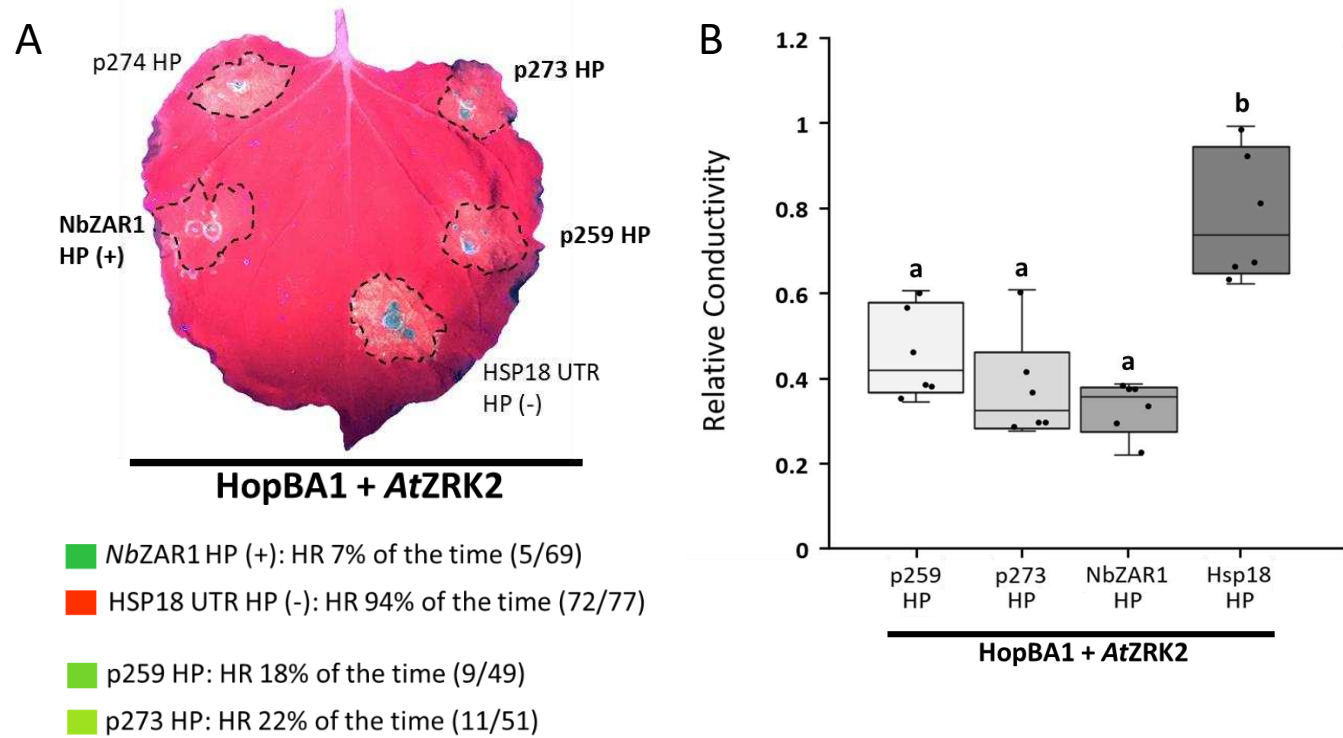 A
p274 HP
p273 HP
NbZAR1
HP (+)
p259 HP
HSP18 UTR
HP (-)
HopBA1 + AtZRK2
NbZAR1 HP (+): HR 7% of the time (5/69)
HSP18 UTR HP (-): HR 94% of the time (72/77)
p259 HP: HR 18% of the time (9/49)
p273 HP: HR 22% of the time (11/51)
B
Relative Conductivity
1.2
1
0.8
0.6
0.4
0.2
0
a
a
a
b
p259
HP
p273
HP
NbZAR1
HP
Hsp18
HP
HopBA1 + AtZRK2